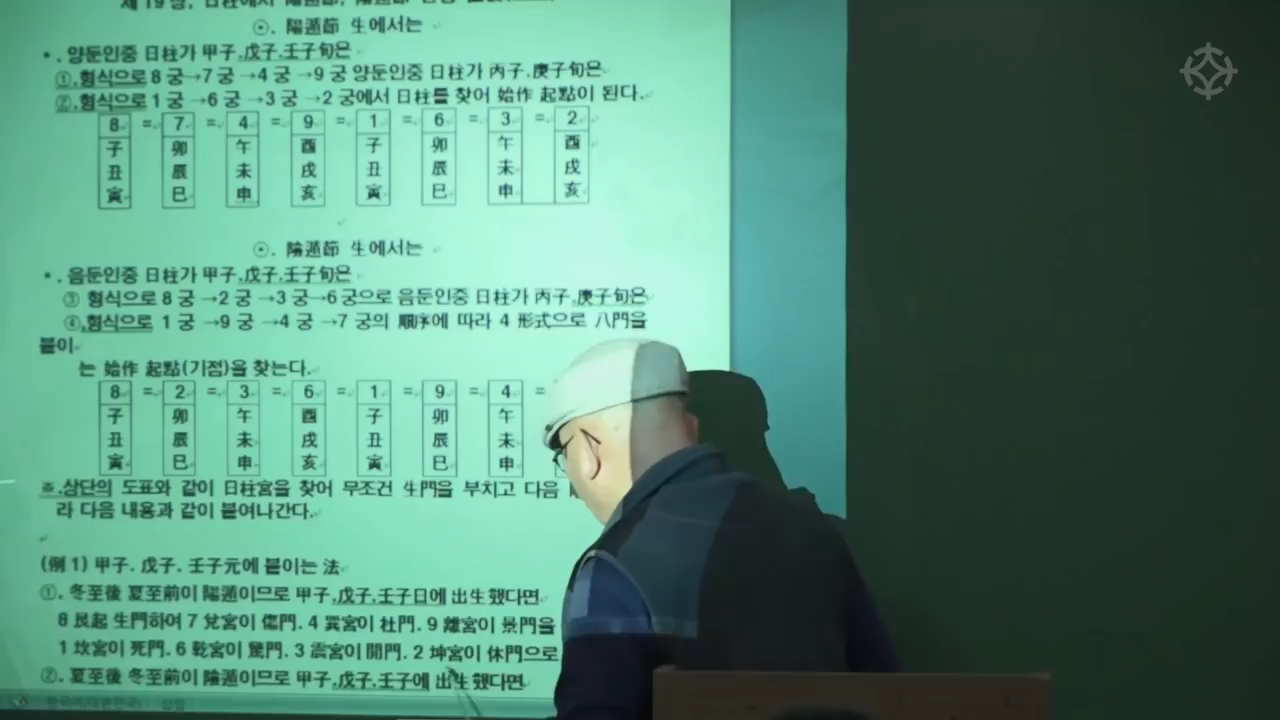 제 19 장,
⊙. 陽遁節 生에서는
*. 양둔인중 日柱가 甲子,戊子,壬子旬은
①,형식으로 8 궁→7 궁 →4 궁 →9 궁 양둔인중 日柱가 丙子,庚子旬은
②,형식으로 1 궁 →6 궁 →3 궁 →2 궁에서 日柱를 찾어 始作 起點이 된다.
8 = 7 = 4 = 9 = 1 = 6 = 3 = 2
子 卯 午 酉 子 卯 午 酉
丑 辰 未 戌 丑 辰 未 戌
寅 巳 申 亥 寅 巳 申 亥
⊙. 陰遁節 生에서는
*. 음둔인중 日柱가 甲子,戊子,壬子旬은
③ 형식으로 8 궁 →2 궁 →3 궁→6 궁으로 음둔인중 日柱가 丙子,庚子旬은
④,형식으로 1 궁 →9 궁 →4 궁 →7 궁의 順序에 따라 4 形式으로 八門을
붙이
는 始作 起點(기점)을 찾는다.
8 = 2 = 3 = 6 = 1 = 9 = 4 =
子 卯 午 酉 子 卯 午
丑 辰 未 戌 丑 辰 未
寅 巳 申 亥 寅 巳 申
※.상단의 도표와 같이 日柱宮을 찾어 무조건 生門을 부치고 다음
라 다음 내용과 같이 붙여나간다.
(例 1) 甲子. 戊子. 壬子元에 붙이는 法
①. 冬至後 夏至前이 陽遁이므로 甲子,戊子,壬子日에 出生했다면
8 艮起 生門하여 7 兌宮이 傷門. 4 巽宮이 杜門. 9 離宮이 景門을
1 坎宮이 死門. 6 乾宮이 驚門. 3 震宮이 開門. 2 坤宮이 休門으로
②. 夏至後 冬至前이 陰遁이므로 甲子,戊子,壬子에 出生했다면